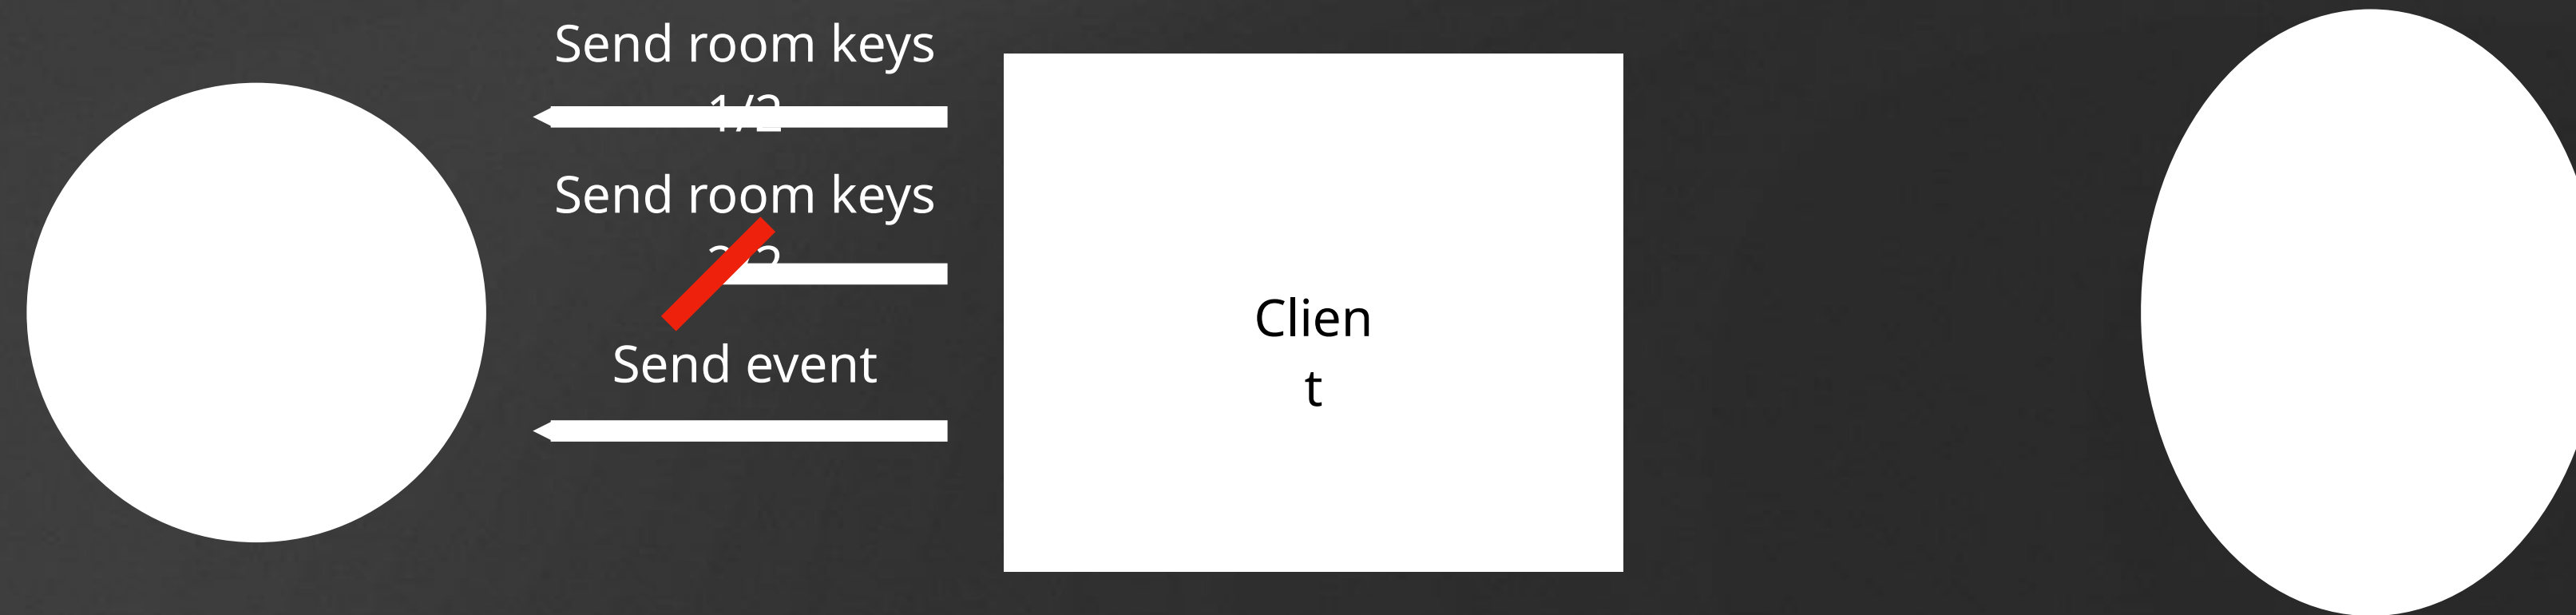 Send room keys
1/2
Send room keys
2/2
Send event
Clien
t